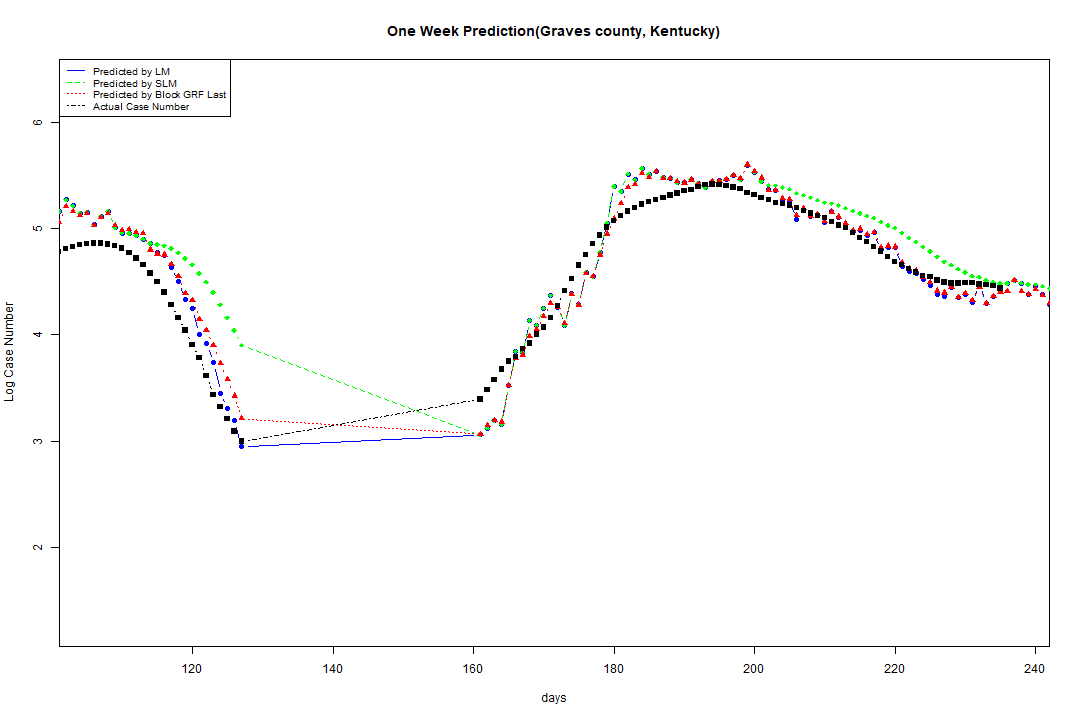 One Week Prediction(Graves county, Kentucky)
Predicted by LM
Predicted by SLM
Predicted by Block GRF Last
Actual Case Number
Log Case Number
6
5
4
3
2
120 140 160 180 200 220 240
days